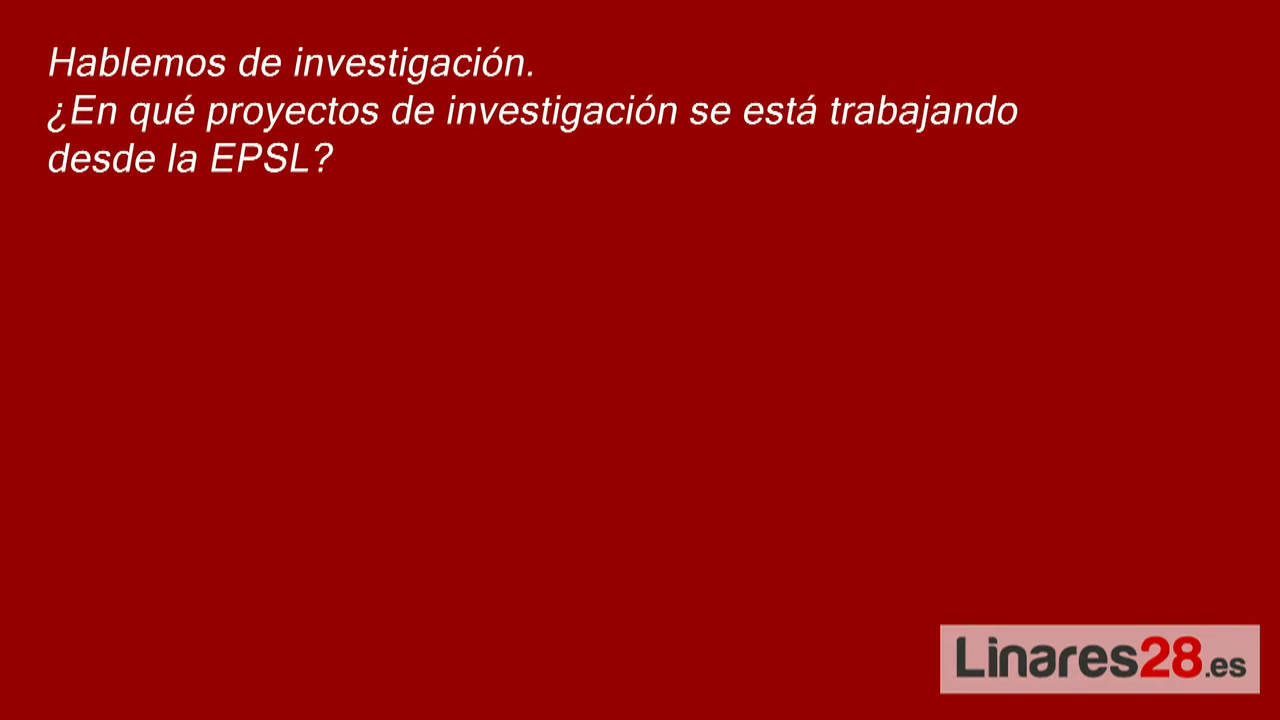 Hablemos de investigación.
¿En qué proyectos de investigación se está trabajando
desde la EPSL?
Linares28.es